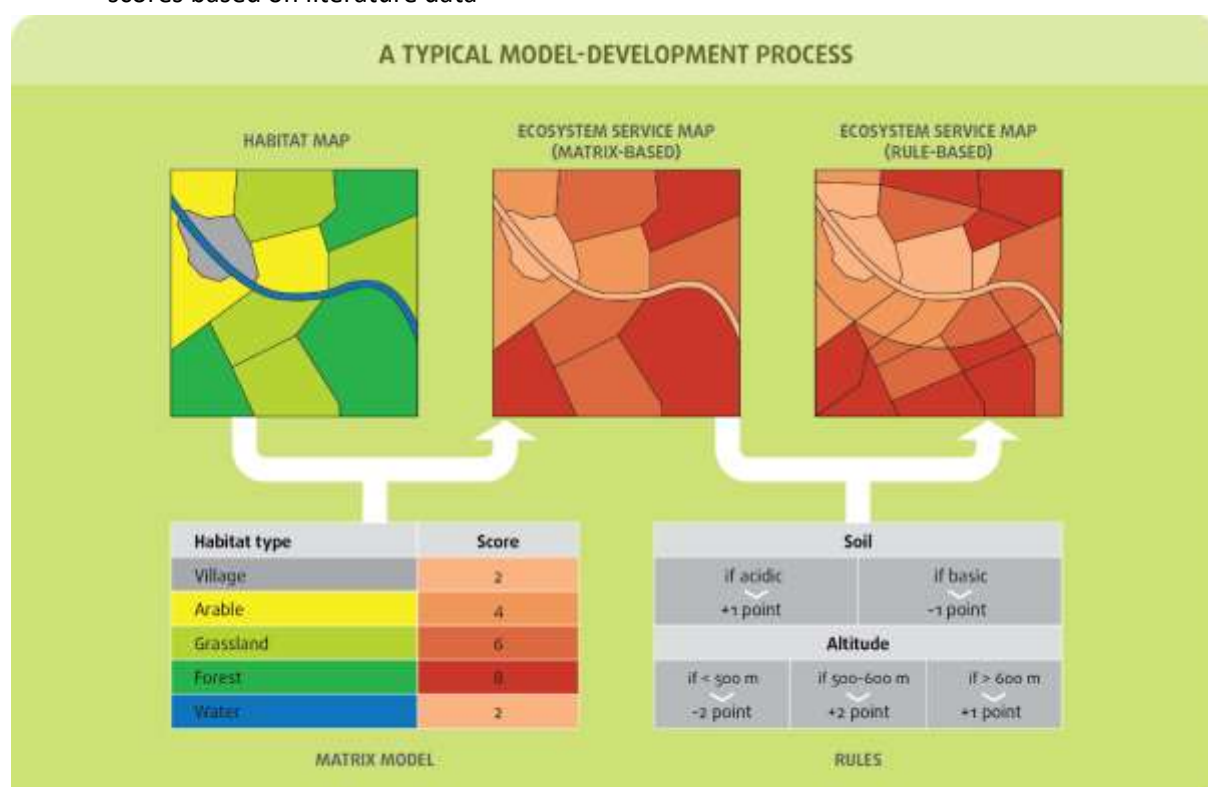 scores based on literature data
A TYPICAL MODEL-DEVELOPMENT PROCESS
HABITAT MAP
ECOSYSTEM SERVICE MAP
(MATRIX-BASED)
ECOSYSTEM SERVICE MAP
(RULE-BASED)
Habitat type Score
Village 2
Arable 4
Grassland 6
Forest 8
Water 2
MATRIX MODEL
Soil
if acidic if basic
+1 point -1 point
Altitude
if < 500 m if 500-600 m if > 600 m
-2 point +2 point +1 point
RULES